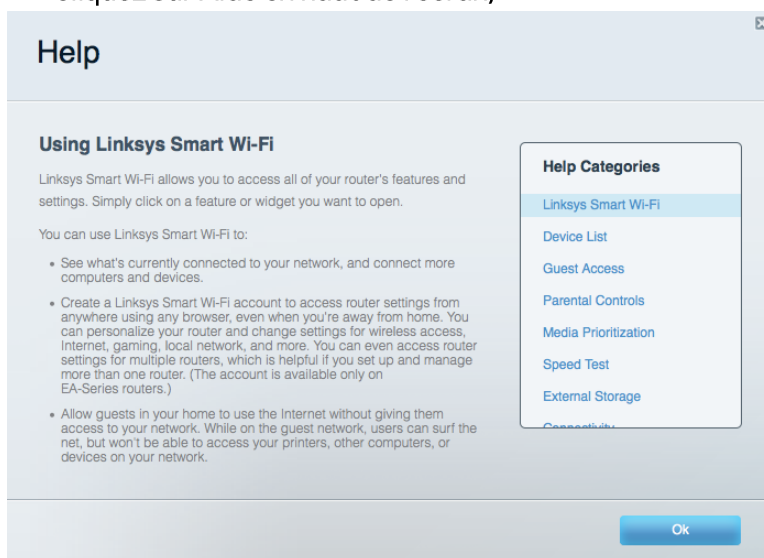 Help
Using Linksys Smart Wi-Fi
Linksys Smart Wi-Fi allows you to access all of your router's features and
settings. Simply click on a feature or widget you want to open.
You can use Linksys Smart Wi-Fi to:
• See what's currently connected to your network, and connect more
computers and devices.
• Create a Linksys Smart Wi-Fi account to access router settings from
anywhere using any browser, even when you're away from home. You
can personalize your router and change settings for wireless access,
Internet, gaming, local network, and more. You can even access router
settings for multiple routers, which is helpful if you set up and manage
more than one router. (The account is available only on
EA-Series routers.)
• Allow guests in your home to use the Internet without giving them
access to your network. While on the guest network, users can surf the
net, but won't be able to access your printers, other computers, or
devices on your network.
Help Categories
Linksys Smart Wi-Fi
Device List
Guest Access
Parental Controls
Media Prioritization
Speed Test
External Storage
Connectivity
Ok